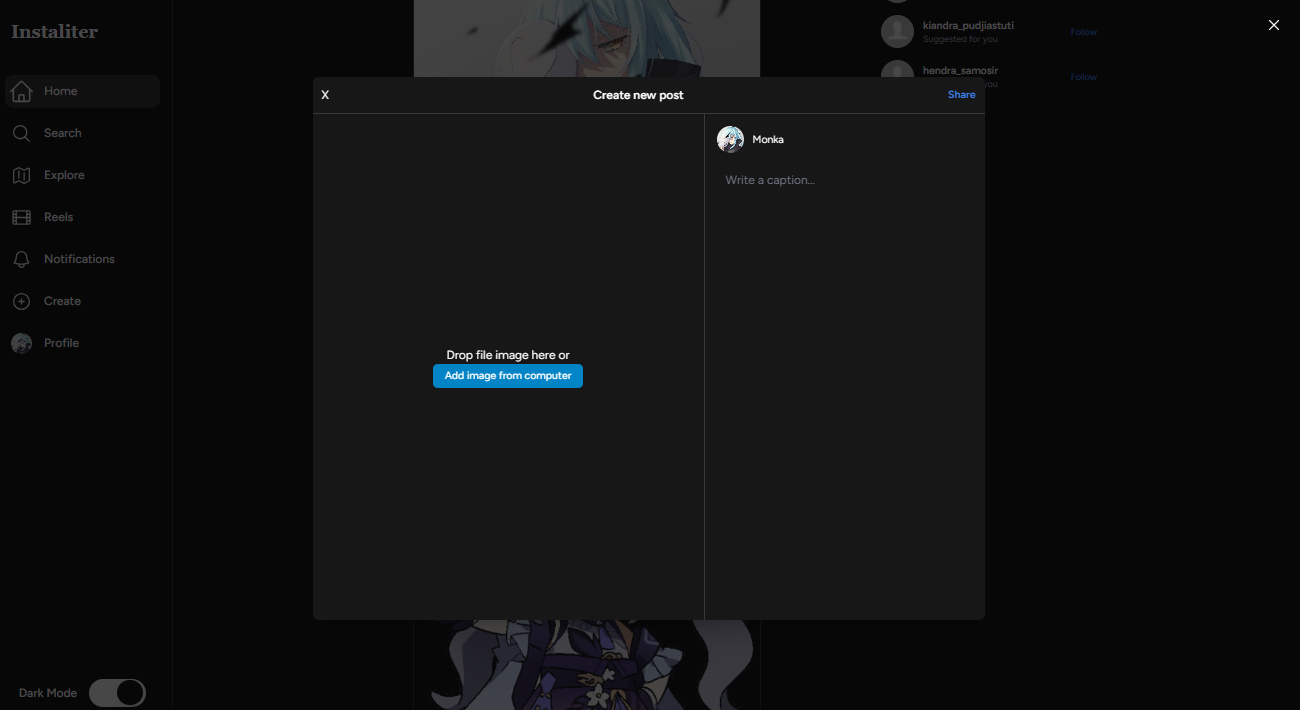 Instaliter
Home
Search
Explore
Reels
Notifications
Create
Profile
Dark Mode
kiandra_pudjiastuti
Suggested for you
Follow
hendra_samosir
you
Follow
X
Create new post
Share
Monka
Write a caption...
Drop file image here or
Add image from computer